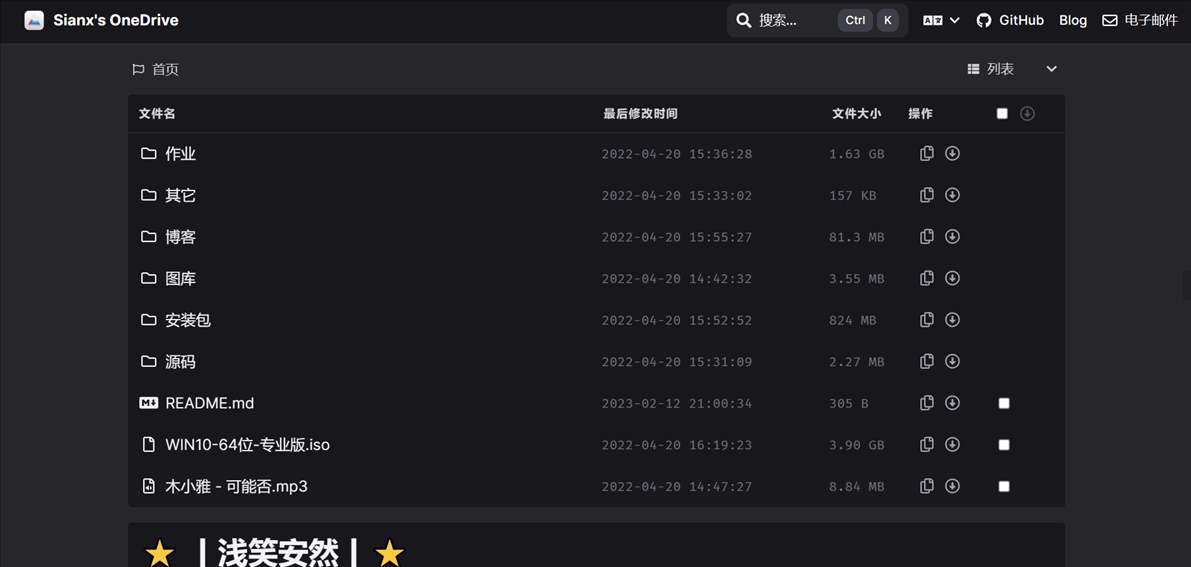 Sianx's OneDrive 搜索... Ctrl K GitHub Blog 电子邮件
首页 列表
文件名 最后修改时间 文件大小 操作
作业 2022-04-20 15:36:28 1.63 GB
其它 2022-04-20 15:33:02 157 KB
博客 2022-04-20 15:55:27 81.3 MB
图库 2022-04-20 14:42:32 3.55 MB
安装包 2022-04-20 15:52:52 824 MB
源码 2022-04-20 15:31:09 2.27 MB
README.md 2023-02-12 21:00:34 305 B
WIN10-64位-专业版.iso 2022-04-20 16:19:23 3.90 GB
木小雅 - 可能否.mp3 2022-04-20 14:47:27 8.84 MB
⭐ | 浅笑安然 | ⭐